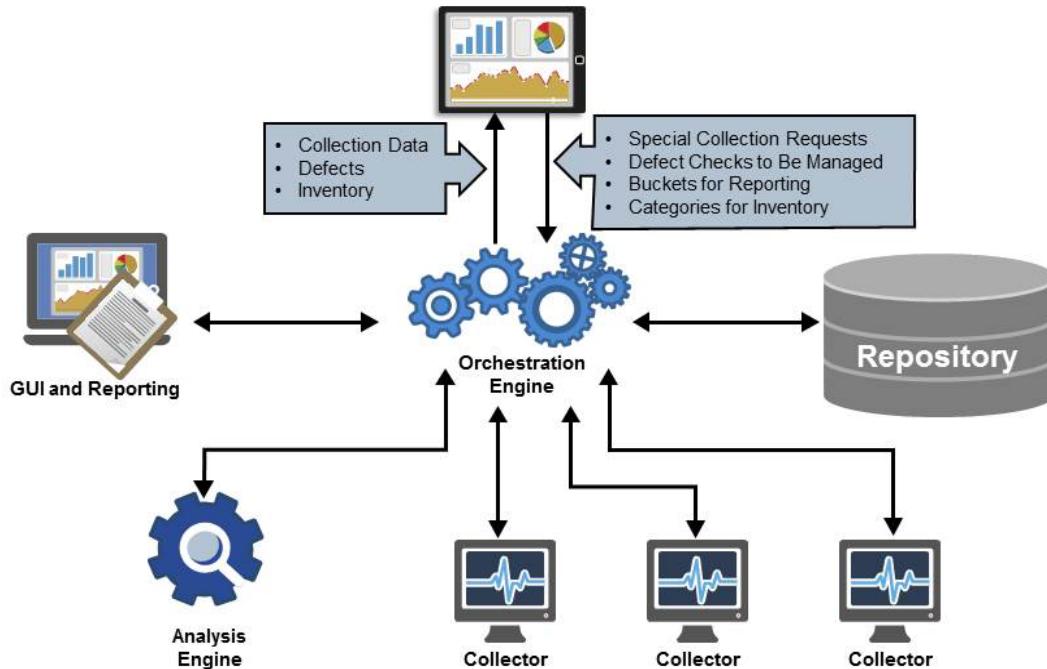 • Collection Data
• Defects
• Inventory
• Special Collection Requests
• Defect Checks to Be Managed
• Buckets for Reporting
• Categories for Inventory
GUI and Reporting
Orchestration
Engine
Repository
Analysis
Engine
Collector
Collector
Collector